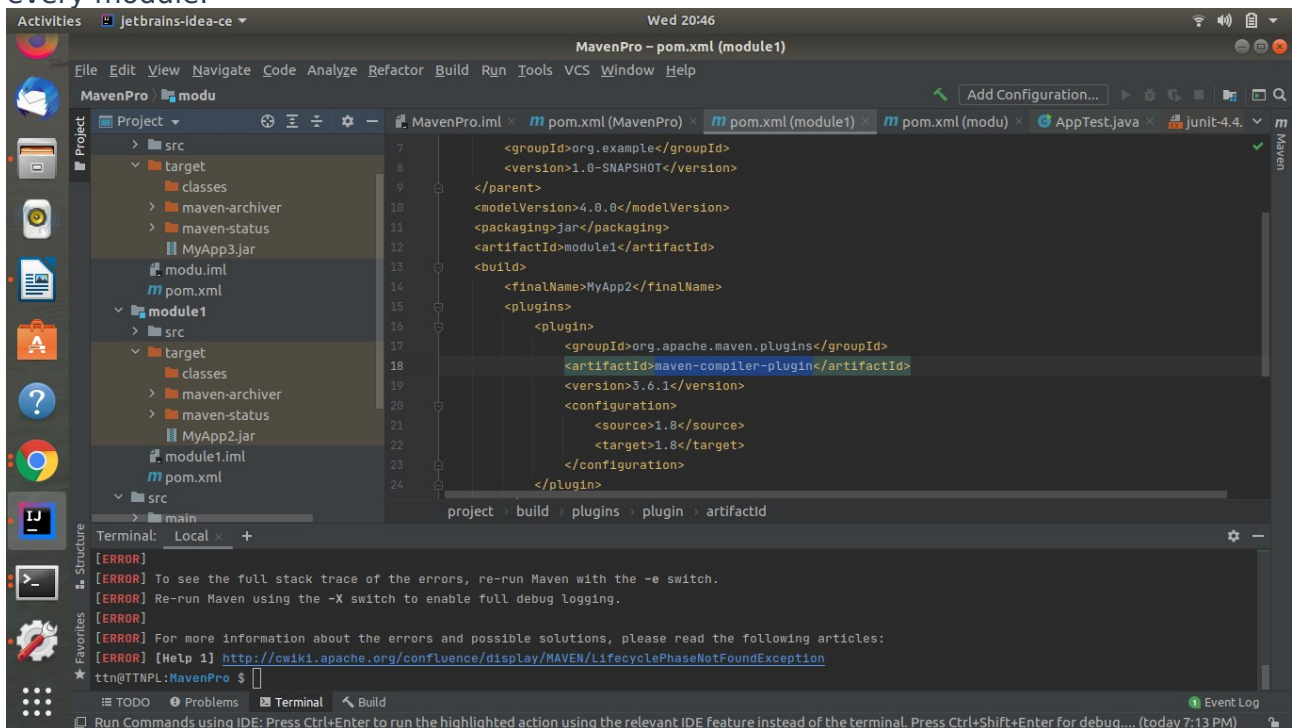 every module.
Activities jetbrains-idea-ce Wed 20:46
MavenPro – pom.xml (module1)
File Edit View Navigate Code Analyze Refactor Build Run Tools VCS Window Help
MavenPro modu Add Configuration...
Project MavenPro.iml m pom.xml (MavenPro) m pom.xml (module1) m pom.xml (modu) AppTest.java junit-4.4. m
Project
Maven
src
target
classes
maven-archiver
maven-status
MyApp3.jar
modu.iml
m pom.xml
module1
src
target
classes
maven-archiver
maven-status
MyApp2.jar
module1.iml
m pom.xml
src
main
7 <groupId>org.example</groupId>
8 <version>1.0-SNAPSHOT</version>
9 </parent>
10 <modelVersion>4.0.0</modelVersion>
11 <packaging>jar</packaging>
12 <artifactId>module1</artifactId>
13 <build>
14 <finalName>MyApp2</finalName>
15 <plugins>
16 <plugin>
17 <groupId>org.apache.maven.plugins</groupId>
18 <artifactId>maven-compiler-plugin</artifactId>
19 <version>3.6.1</version>
20 <configuration>
21 <source>1.8</source>
22 <target>1.8</target>
23 </configuration>
24 </plugin>
project › build › plugins › plugin › artifactId
Structure
Favorites
Terminal: Local × +
[ERROR]
[ERROR] To see the full stack trace of the errors, re-run Maven with the -e switch.
[ERROR] Re-run Maven using the -X switch to enable full debug logging.
[ERROR]
[ERROR] For more information about the errors and possible solutions, please read the following articles:
[ERROR] [Help 1] http://cwiki.apache.org/confluence/display/MAVEN/LifecyclePhaseNotFoundException
ttn@TTNPL:MavenPro $
TODO Problems Terminal Build 1 Event Log
Run Commands using IDE: Press Ctrl+Enter to run the highlighted action using the relevant IDE feature instead of the terminal. Press Ctrl+Shift+Enter for debug.... (today 7:13 PM)